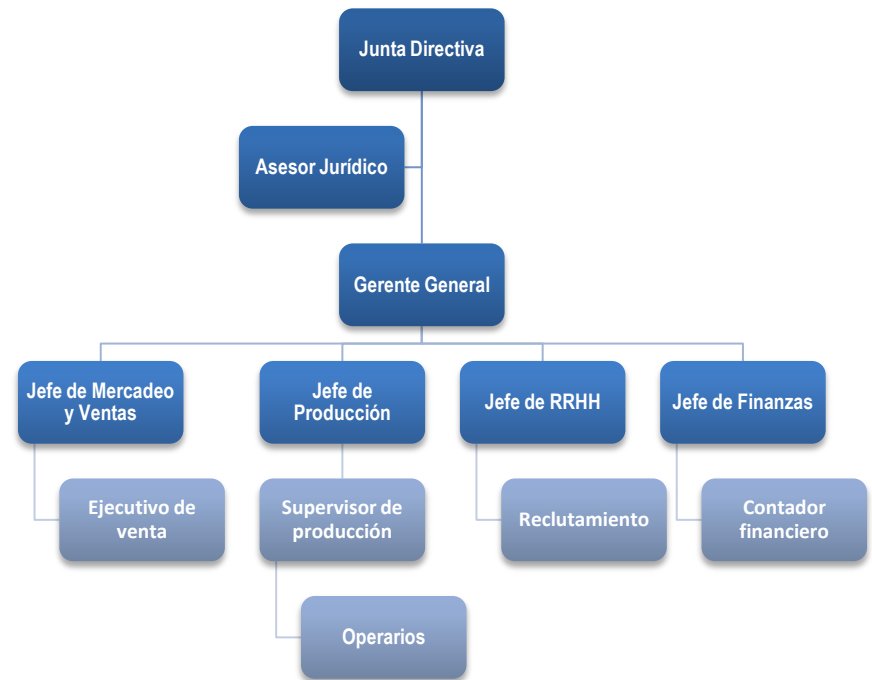 Junta Directiva
Asesor Jurídico
Gerente General
Jefe de Mercadeo
y Ventas
Jefe de
Producción
Jefe de RRHH
Jefe de Finanzas
Ejecutivo de
venta
Supervisor de
producción
Reclutamiento
Contador
financiero
Operarios